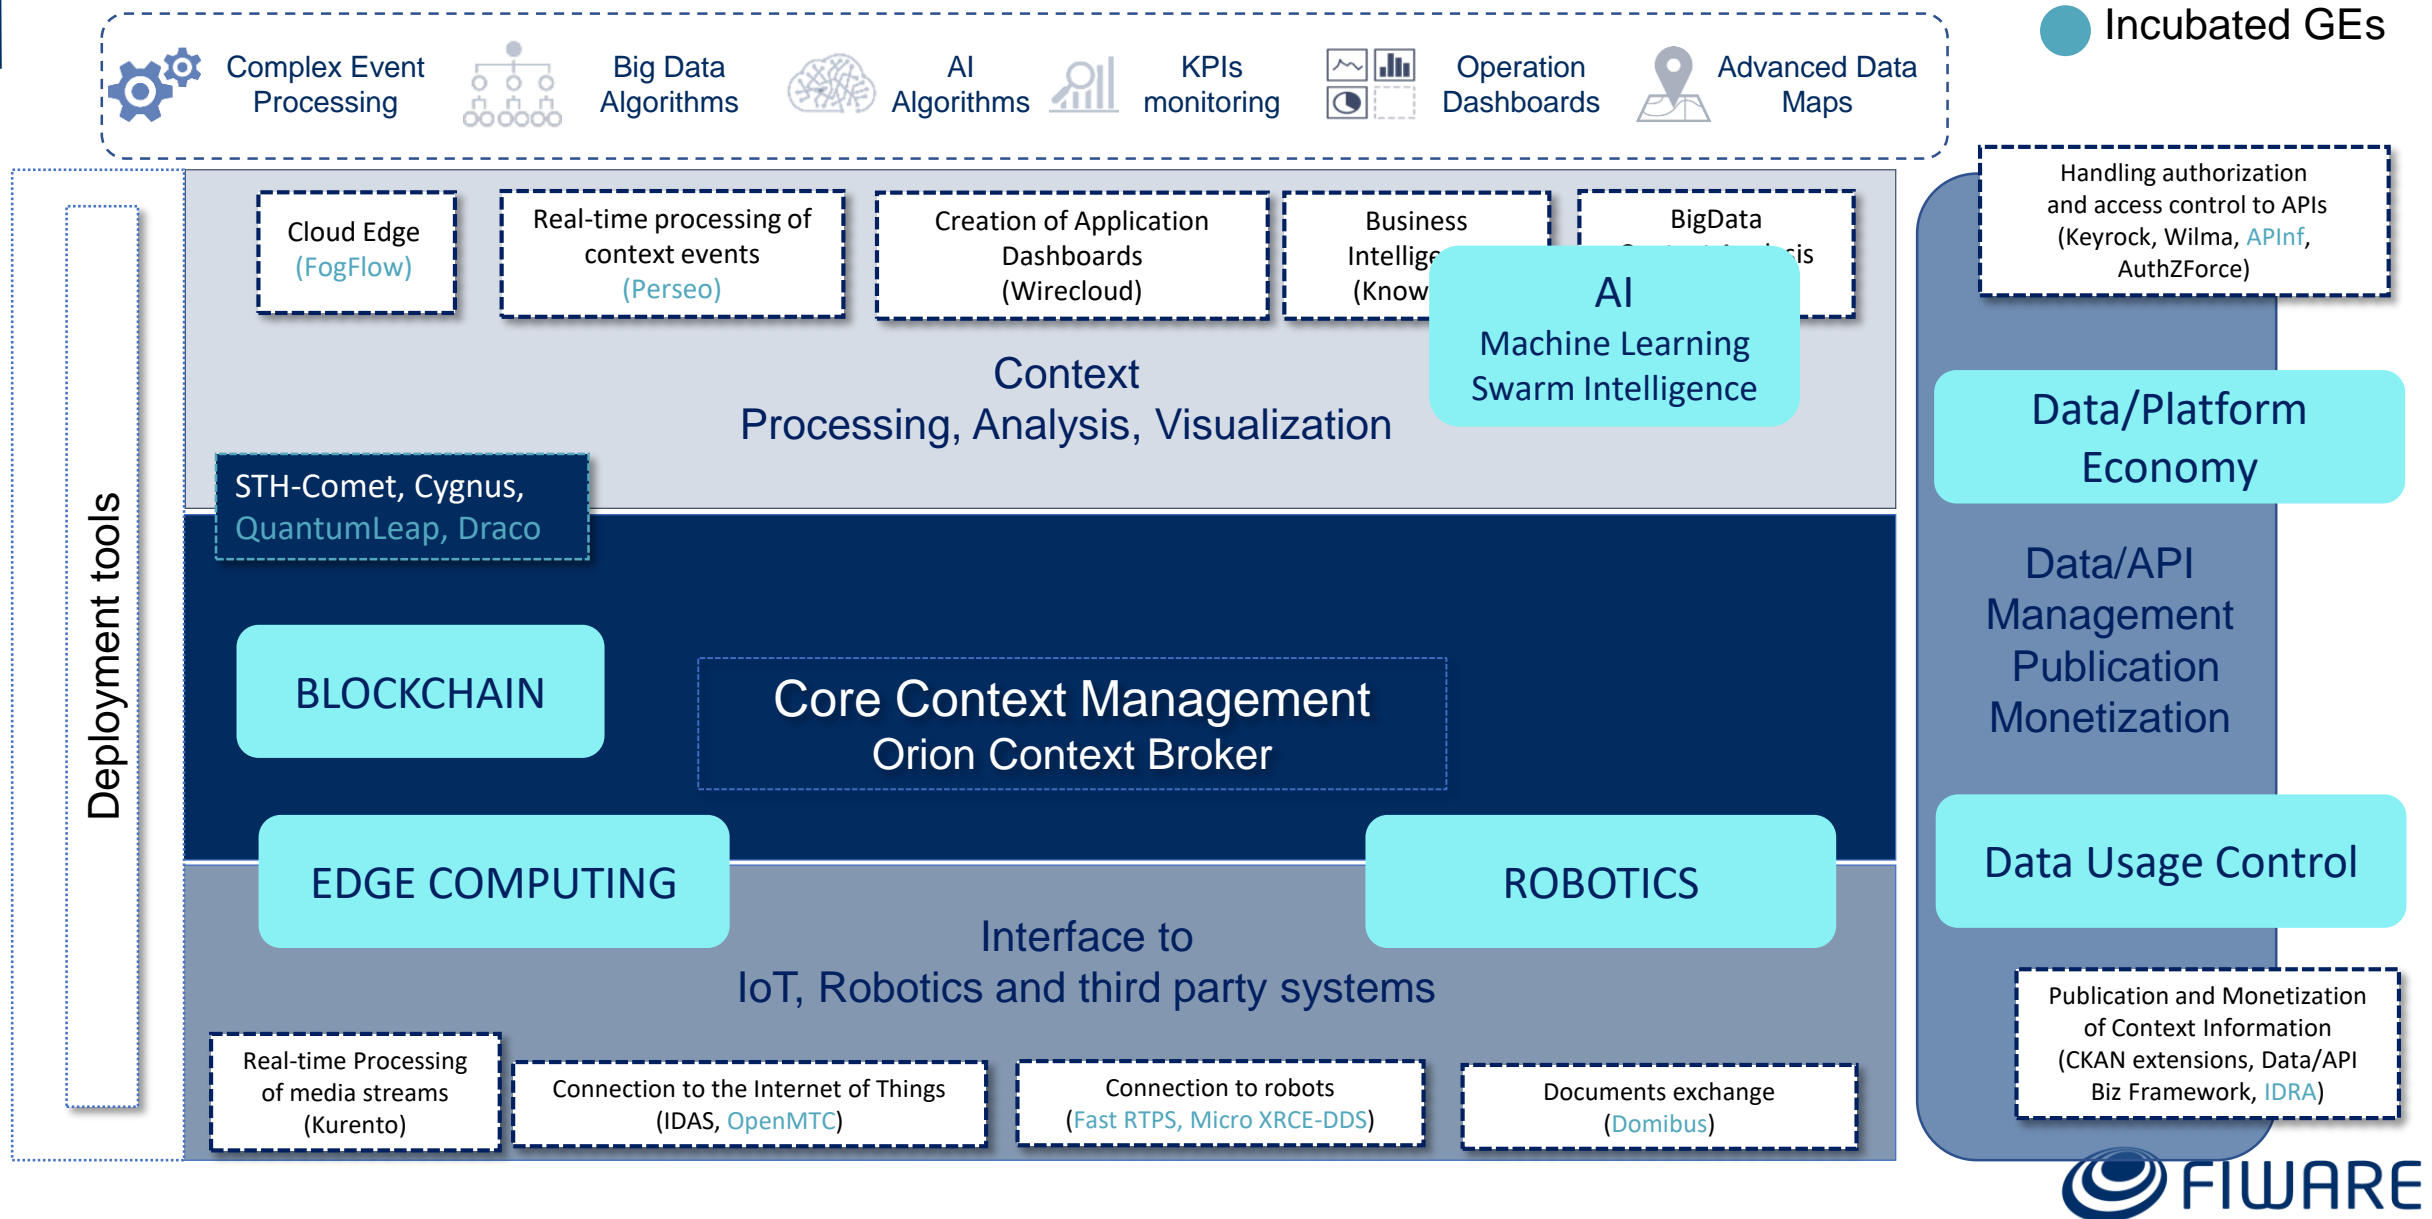 Incubated GEs
Complex Event
Processing
Big Data
Algorithms
AI
Algorithms
KPIs
monitoring
Operation
Dashboards
Advanced Data
Maps
Deployment tools
Cloud Edge
(FogFlow)
Real-time processing of
context events
(Perseo)
Creation of Application
Dashboards
(Wirecloud)
Business
BigData
AI
Machine Learning
Swarm Intelligence
Context
Processing, Analysis, Visualization
STH-Comet, Cygnus,
QuantumLeap, Draco
BLOCKCHAIN
Core Context Management
Orion Context Broker
EDGE COMPUTING
ROBOTICS
Interface to
IoT, Robotics and third party systems
Real-time Processing
of media streams
(Kurento)
Connection to the Internet of Things
(IDAS, OpenMTC)
Connection to robots
(Fast RTPS, Micro XRCE-DDS)
Documents exchange
(Domibus)
Handling authorization
and access control to APIs
(Keyrock, Wilma, APInf,
AuthZForce)
Data/Platform
Economy
Data/API
Management
Publication
Monetization
Data Usage Control
Publication and Monetization
of Context Information
(CKAN extensions, Data/API
Biz Framework, IDRA)
FIWARE